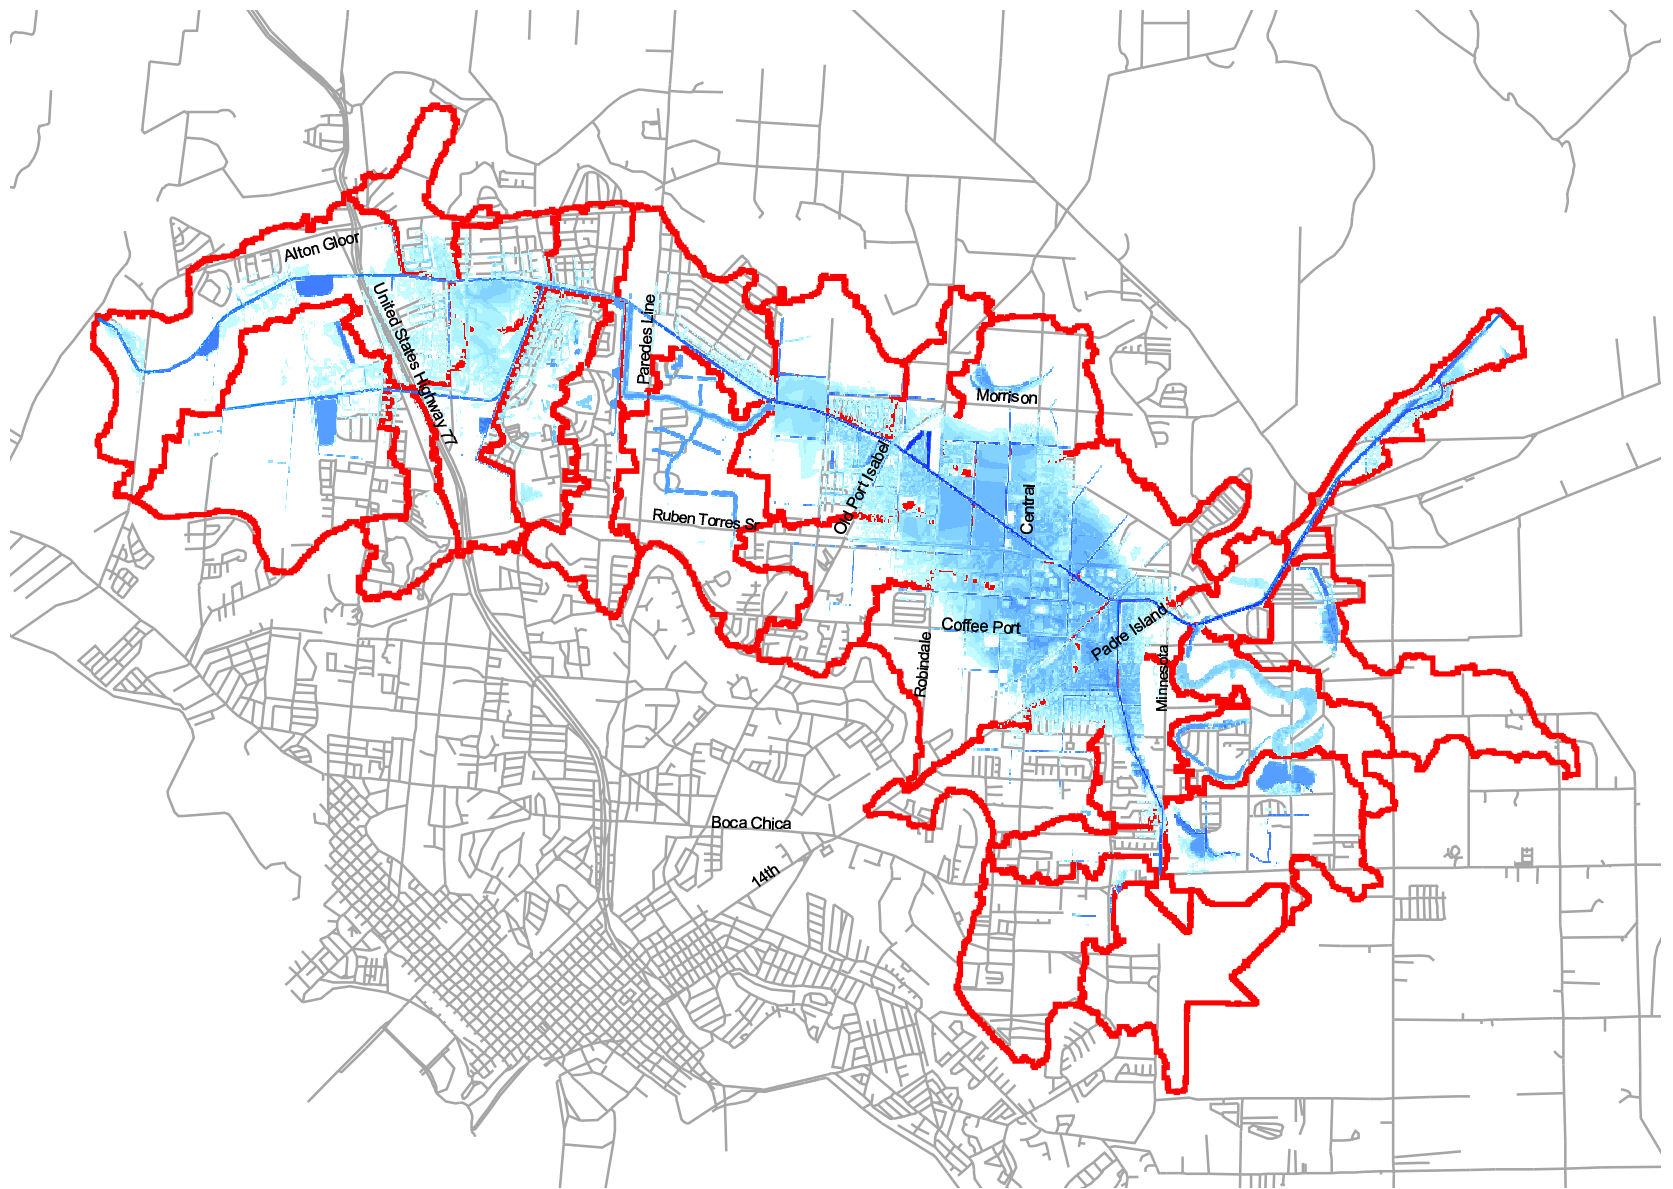 Alton Gloor
United States Highway 77
Paredes Line
Morrison
Old Port Isabel
Central
Ruben Torres Sr
Coffee Port
Padre Island
Robindale
Minnesota
Boca Chica
14th